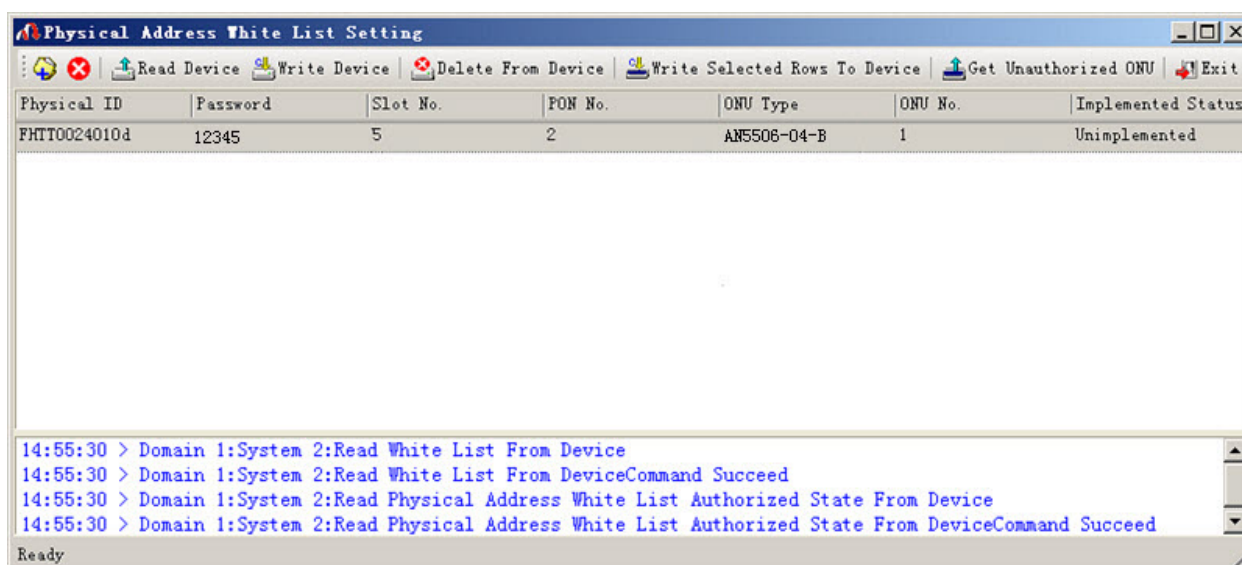 Physical Address White List Setting
Read Device Write Device Delete From Device Write Selected Rows To Device Get Unauthorized ONU Exit
Physical ID Password Slot No. PON No. ONU Type ONU No. Implemented Status
FHTT0024010d 12345 5 2 AN5506-04-B 1 Unimplemented
14:55:30 > Domain 1:System 2:Read White List From Device
14:55:30 > Domain 1:System 2:Read White List From DeviceCommand Succeed
14:55:30 > Domain 1:System 2:Read Physical Address White List Authorized State From Device
14:55:30 > Domain 1:System 2:Read Physical Address White List Authorized State From DeviceCommand Succeed
Ready